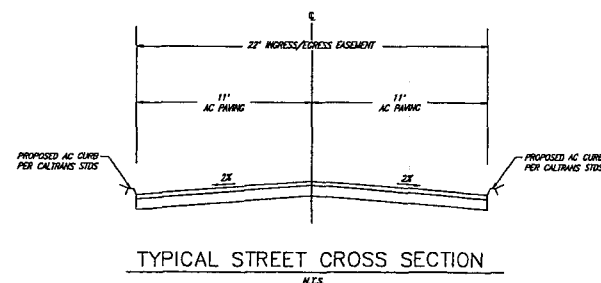 ℄
22' INGRESS/EGRESS EASEMENT
11'
AC PAVING
11'
AC PAVING
PROPOSED AC CURB
PER CALTRANS STDS
2%
2%
PROPOSED AC CURB
PER CALTRANS STDS
TYPICAL STREET CROSS SECTION
N.T.S.